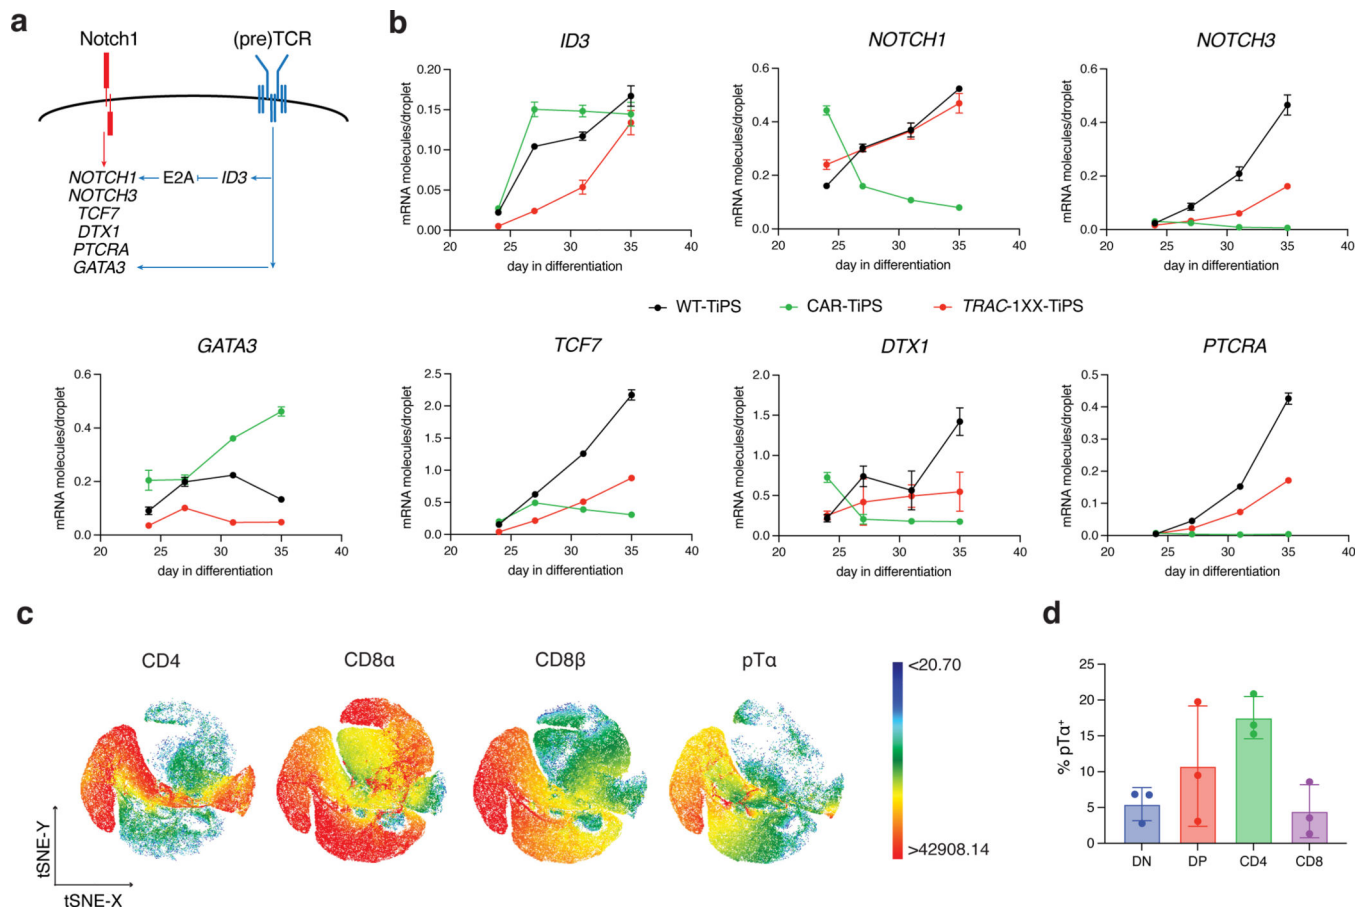 a
Notch1
(pre)TCR
NOTCH1
E2A
ID3
NOTCH3
TCF7
DTX1
PTCRA
GATA3
b
ID3
mRNA molecules/droplet
0.20
0.15
0.10
0.05
0.00
20
25
30
35
40
day in differentiation
NOTCH1
mRNA molecules/droplet
0.6
0.4
0.2
0.0
20
25
30
35
40
day in differentiation
NOTCH3
mRNA molecules/droplet
0.6
0.4
0.2
0.0
20
25
30
35
40
day in differentiation
WT-TiPS
CAR-TiPS
TRAC-1XX-TiPS
GATA3
mRNA molecules/droplet
0.6
0.4
0.2
0.0
20
25
30
35
40
day in differentiation
TCF7
mRNA molecules/droplet
2.5
2.0
1.5
1.0
0.5
0.0
20
25
30
35
40
day in differentiation
DTX1
mRNA molecules/droplet
2.0
1.5
1.0
0.5
0.0
20
25
30
35
40
day in differentiation
PTCRA
mRNA molecules/droplet
0.5
0.4
0.3
0.2
0.1
0.0
20
25
30
35
40
day in differentiation
c
CD4
CD8α
CD8β
pTα
<20.70
>42908.14
tSNE-Y
tSNE-X
d
% pTα⁺
25
20
15
10
5
0
DN
DP
CD4
CD8